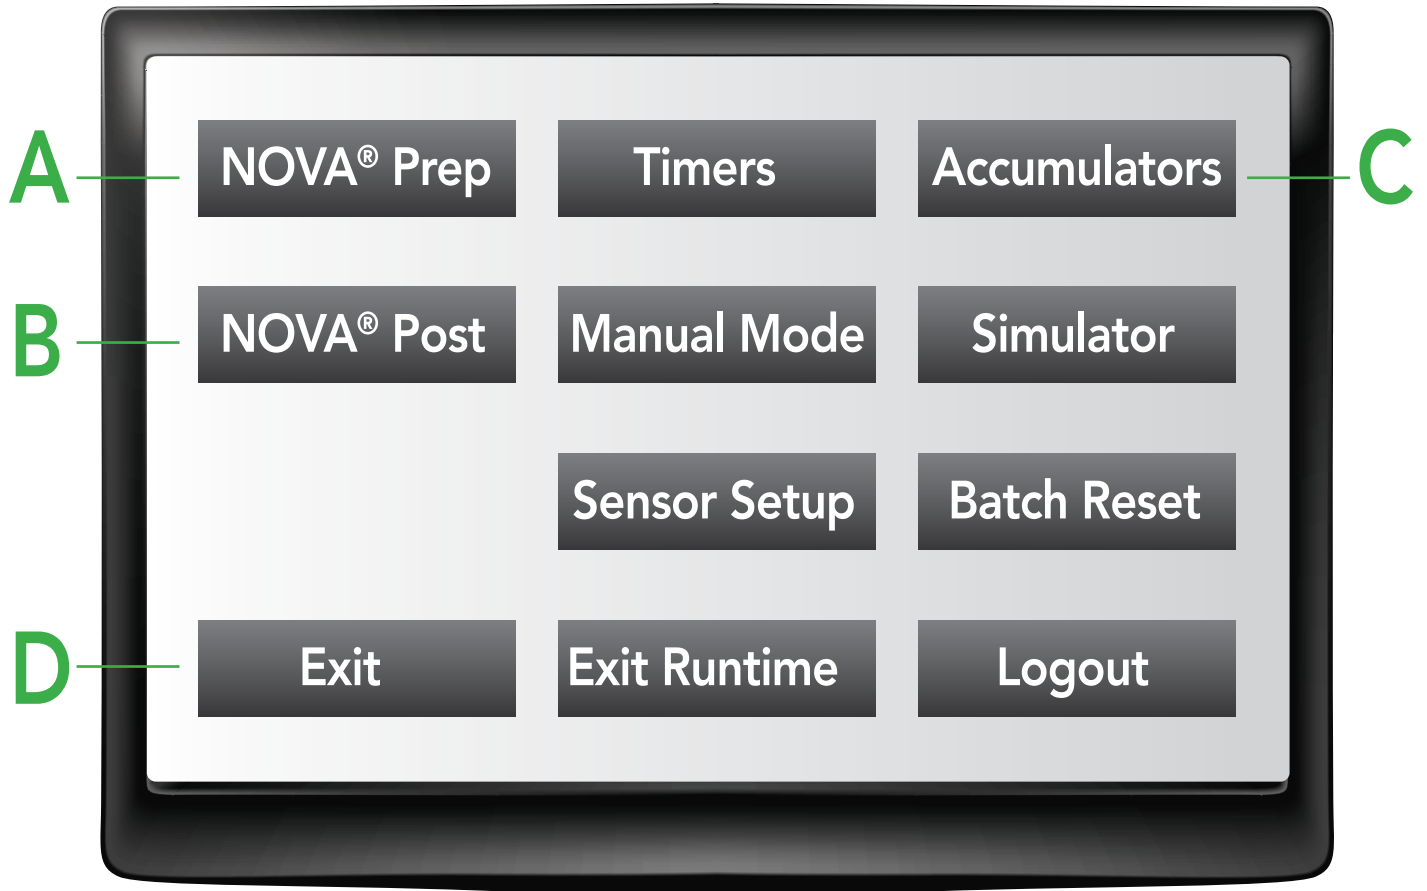 A
NOVA® Prep
Timers
Accumulators
C
B
NOVA® Post
Manual Mode
Simulator
Sensor Setup
Batch Reset
D
Exit
Exit Runtime
Logout